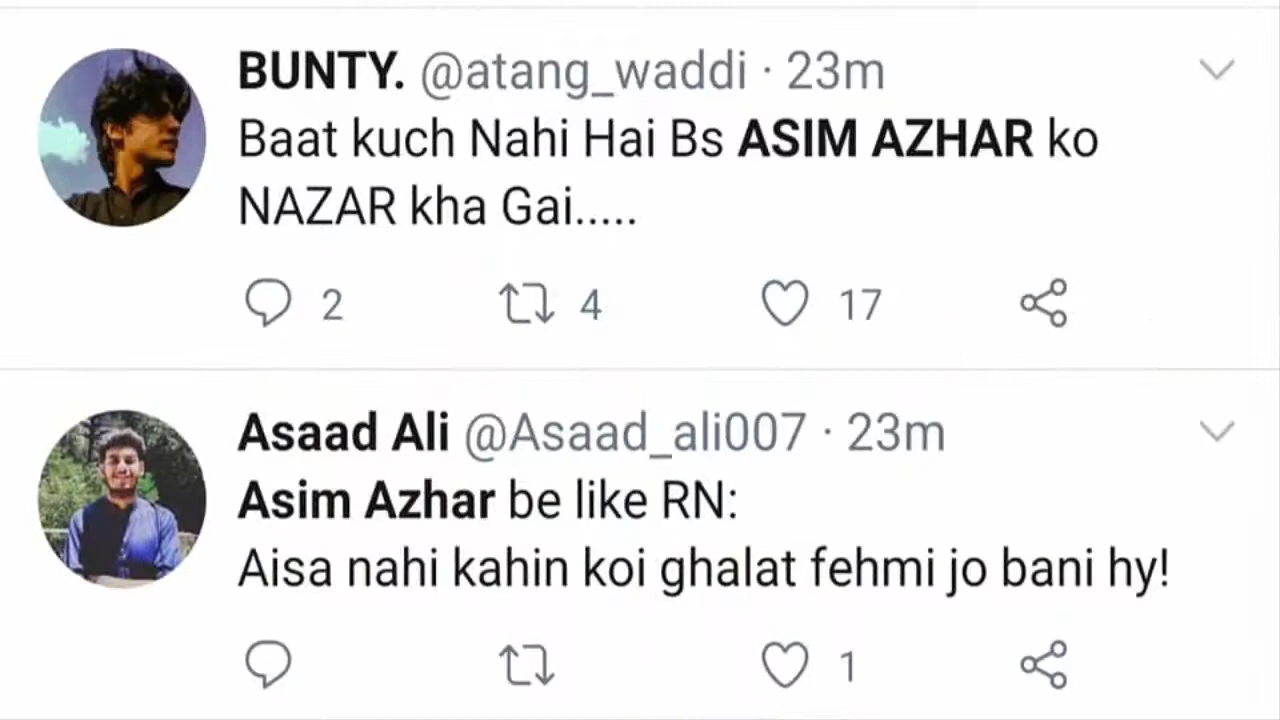 BUNTY. @atang_waddi · 23m
Baat kuch Nahi Hai Bs ASIM AZHAR ko
NAZAR kha Gai.....
2 4 17
Asaad Ali @Asaad_ali007 · 23m
Asim Azhar be like RN:
Aisa nahi kahin koi ghalat fehmi jo bani hy!
1